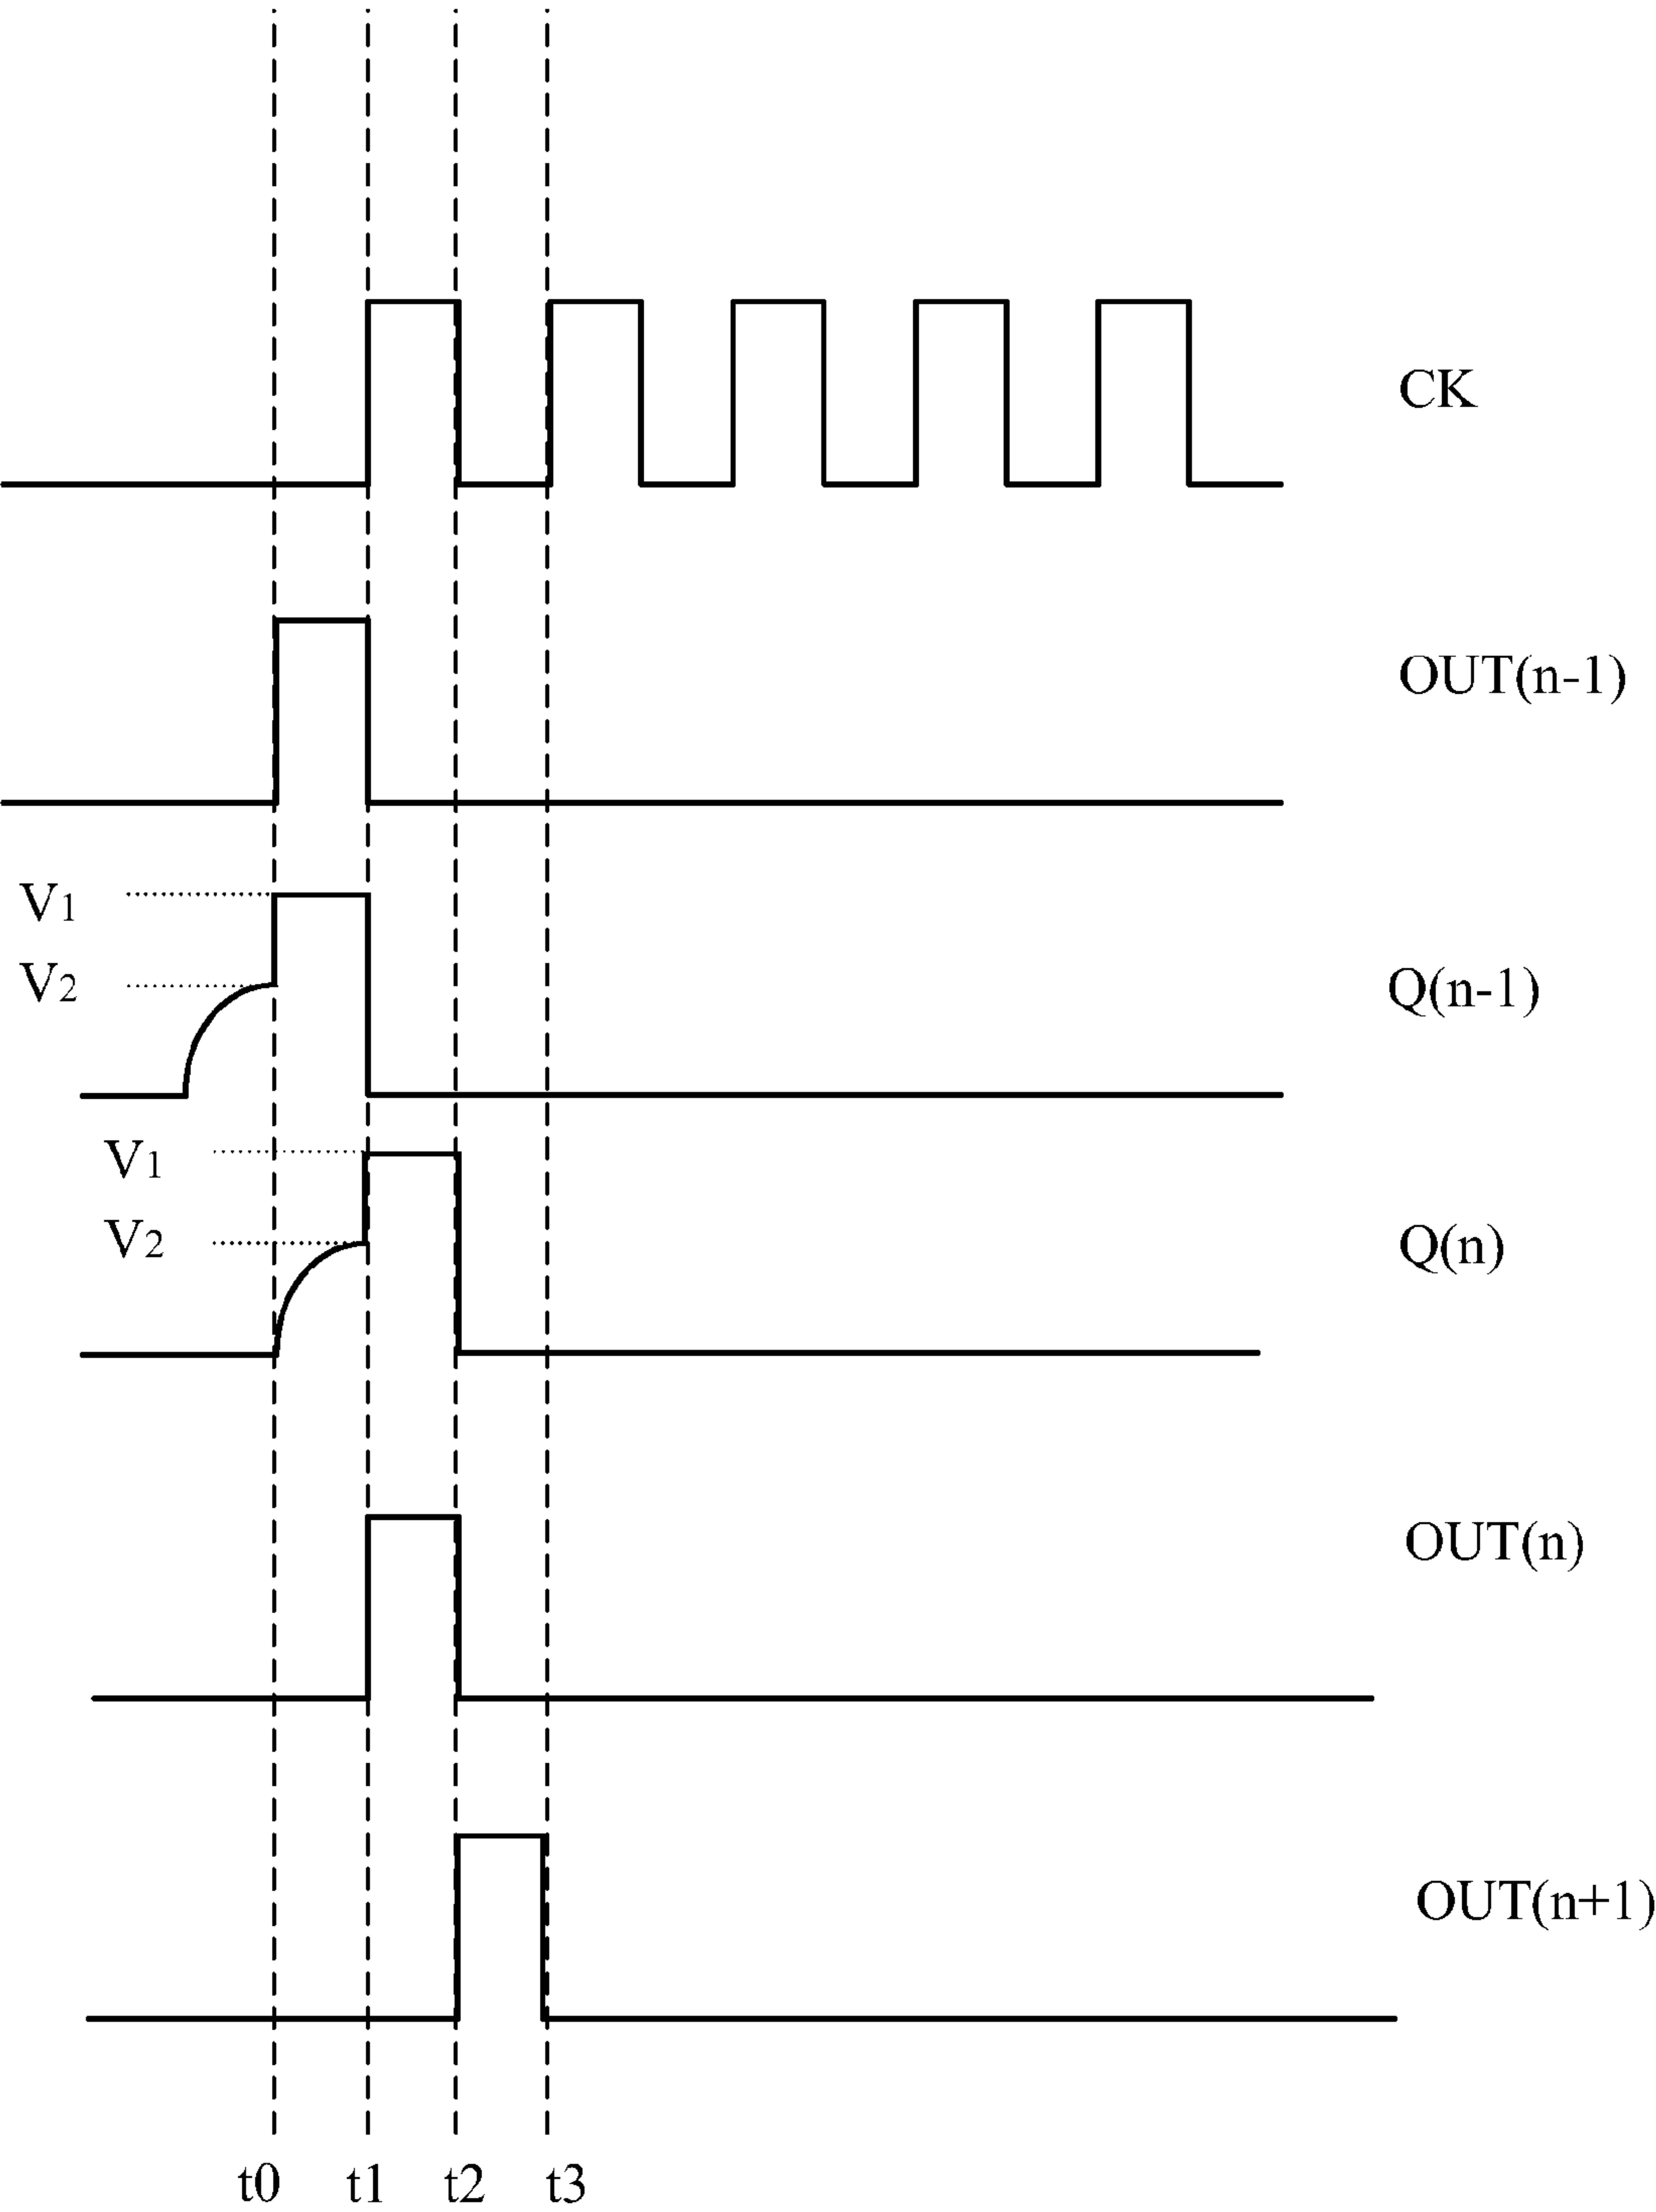 CK
OUT(n-1)
V1
V2
Q(n-1)
V1
V2
Q(n)
OUT(n)
OUT(n+1)
t0 t1 t2 t3